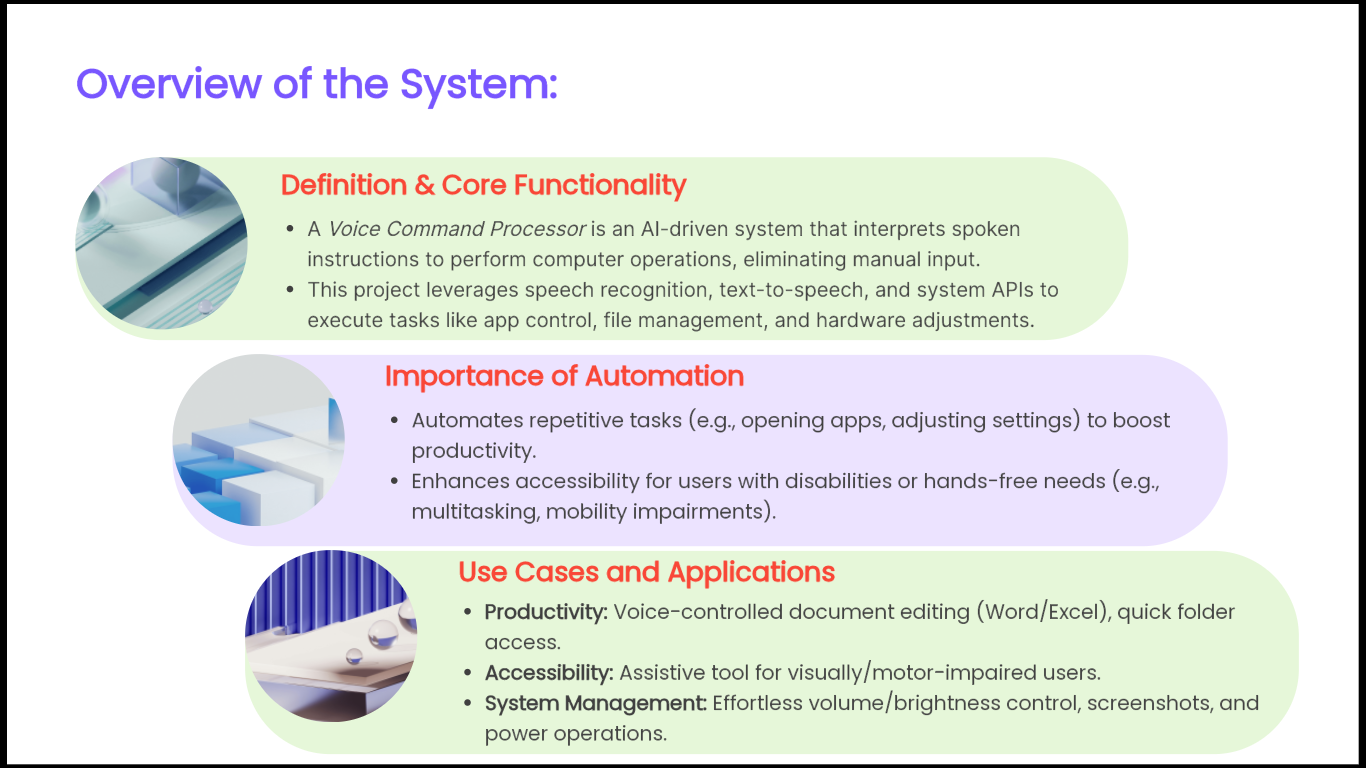 Overview of the System:
Definition & Core Functionality
• A Voice Command Processor is an AI-driven system that interprets spoken
instructions to perform computer operations, eliminating manual input.
• This project leverages speech recognition, text-to-speech, and system APIs to
execute tasks like app control, file management, and hardware adjustments.
Importance of Automation
• Automates repetitive tasks (e.g., opening apps, adjusting settings) to boost
productivity.
• Enhances accessibility for users with disabilities or hands-free needs (e.g.,
multitasking, mobility impairments).
Use Cases and Applications
• Productivity: Voice-controlled document editing (Word/Excel), quick folder
access.
• Accessibility: Assistive tool for visually/motor-impaired users.
• System Management: Effortless volume/brightness control, screenshots, and
power operations.